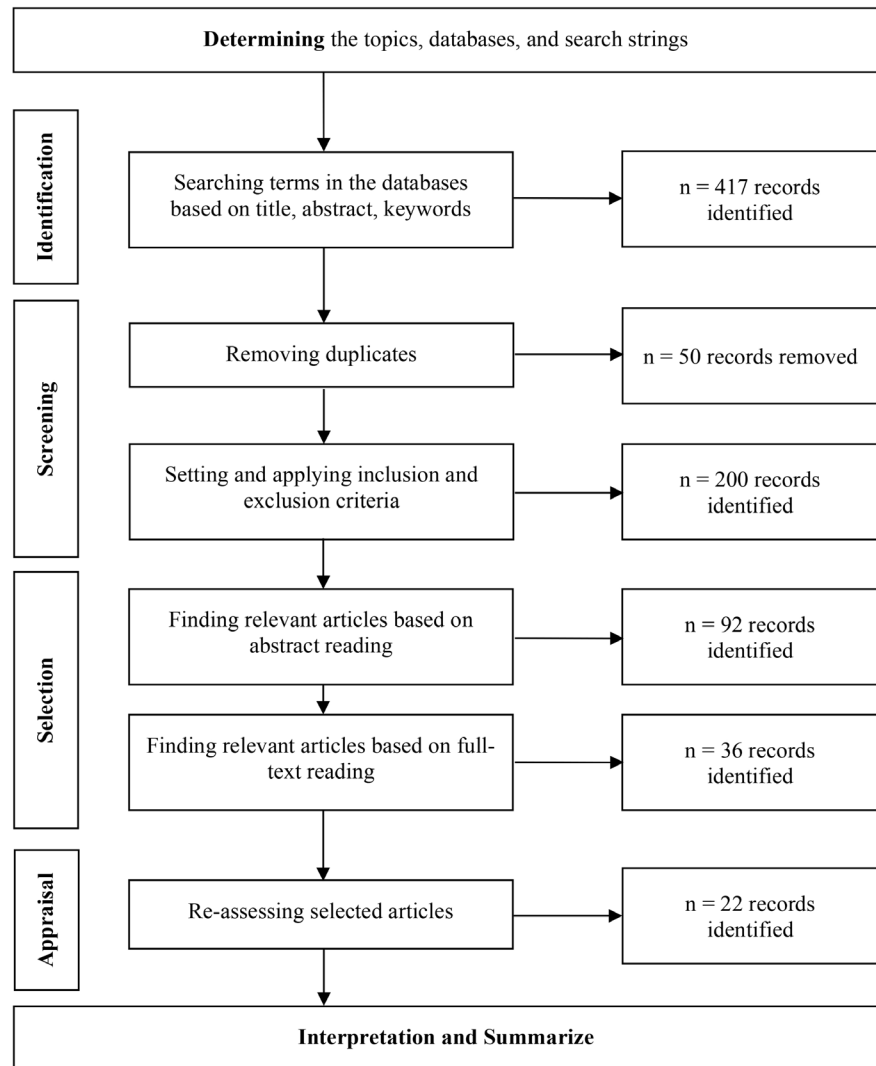 Determining the topics, databases, and search strings
Identification
Searching terms in the databases
based on title, abstract, keywords
n = 417 records
identified
Screening
Removing duplicates
n = 50 records removed
Setting and applying inclusion and
exclusion criteria
n = 200 records
identified
Selection
Finding relevant articles based on
abstract reading
n = 92 records
identified
Finding relevant articles based on full-
text reading
n = 36 records
identified
Appraisal
Re-assessing selected articles
n = 22 records
identified
Interpretation and Summarize